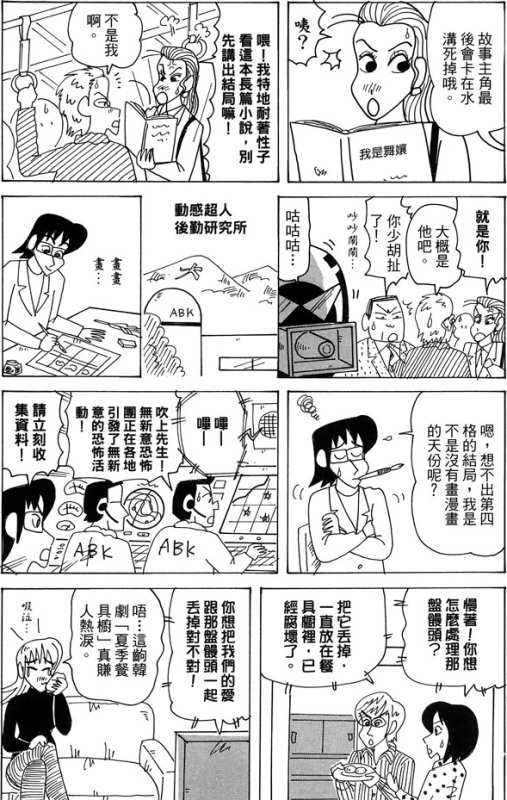 故事主角最
後會卡在水
溝死掉哦。
咦?
我是舞孃
喂!我特地耐著性子
看這本長篇小說,別
先講出結局嘛!
不是我
啊。
就是你!
大概是
他吧。
你少胡扯
了!
吵吵鬧鬧…
咕咕…
動感超人
後勤研究所
ABK
畫畫
畫…
嗯,想不出第四
格的結局,我是
不是沒有畫漫畫
的天份呢?
嗶—
嗶—
吹上先生!
無新意恐怖
團正在各地
引發了無新
意的恐怖活
動!
請立刻收
集資料!
ABK
ABK
慢著!你想
怎麼處理那
盤饅頭?
把它丟掉,
一直放在餐
具櫥裡,已
經腐壞了。
你想把我們的愛
跟那盤饅頭一起
丟掉對不對!
唔…這齣韓
劇「夏季餐
具櫥」真賺
人熱淚。
啜泣…